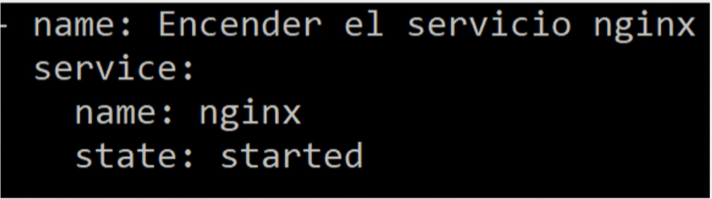 - name: Encender el servicio nginx
  service:
    name: nginx
    state: started